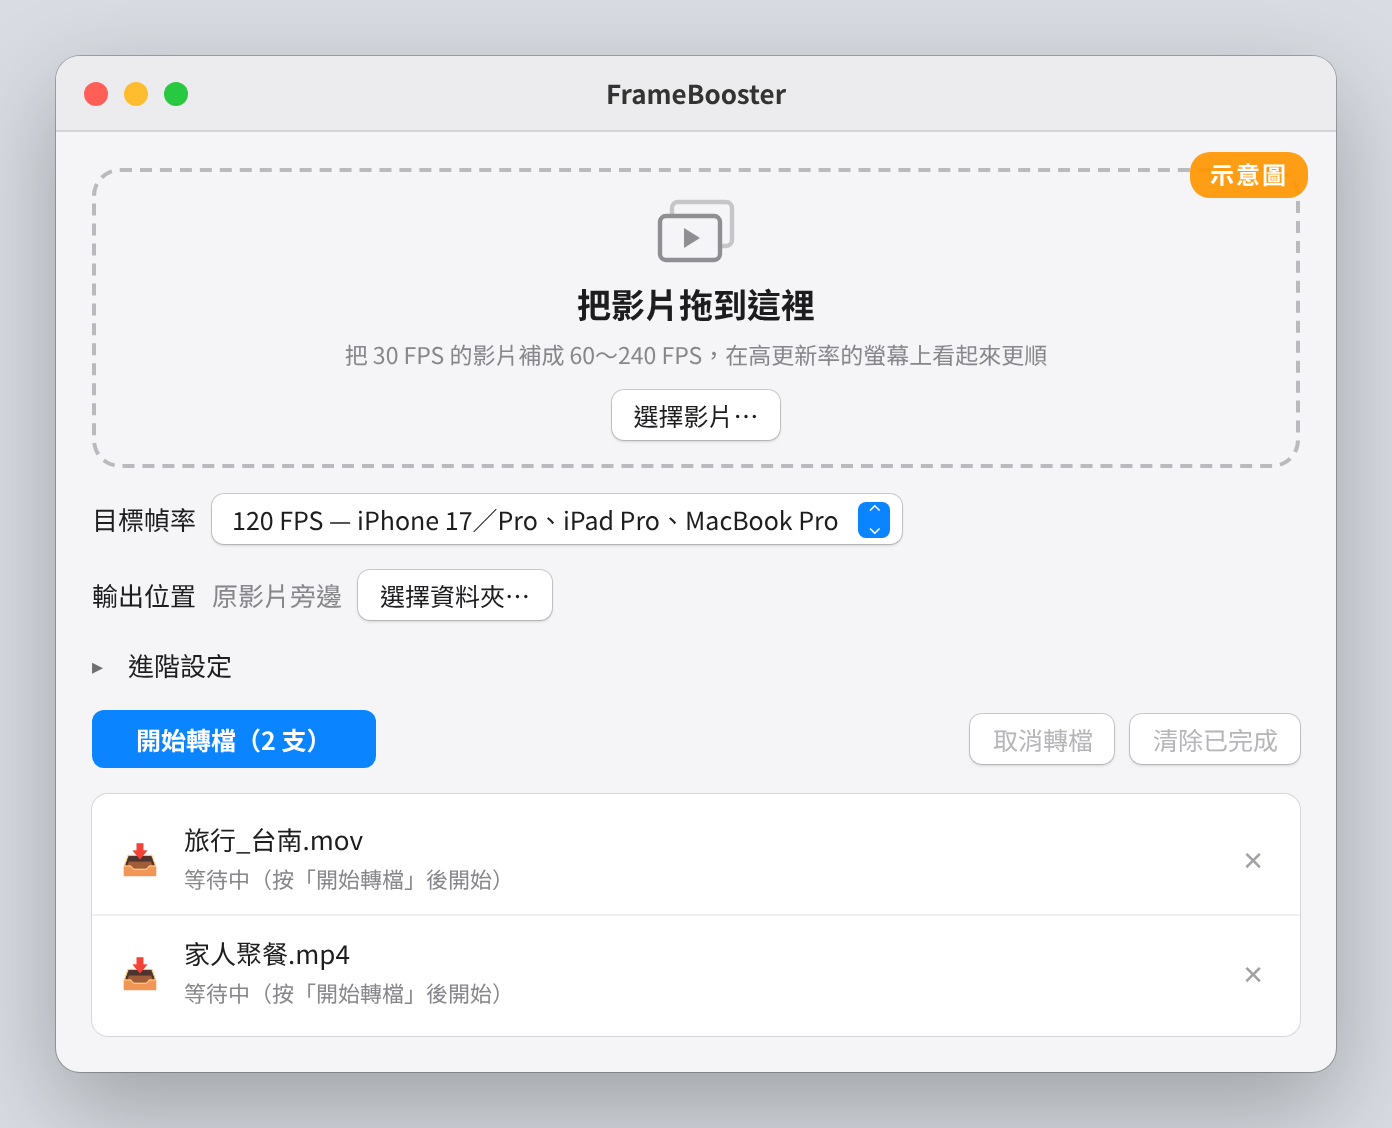 FrameBooster
示意圖
把影片拖到這裡
把 30 FPS 的影片補成 60～240 FPS，在高更新率的螢幕上看起來更順
選擇影片⋯
目標幀率
120 FPS — iPhone 17／Pro、iPad Pro、MacBook Pro
輸出位置 原影片旁邊 選擇資料夾⋯
進階設定
開始轉檔（2 支） 取消轉檔 清除已完成
旅行_台南.mov
等待中（按「開始轉檔」後開始）
家人聚餐.mp4
等待中（按「開始轉檔」後開始）